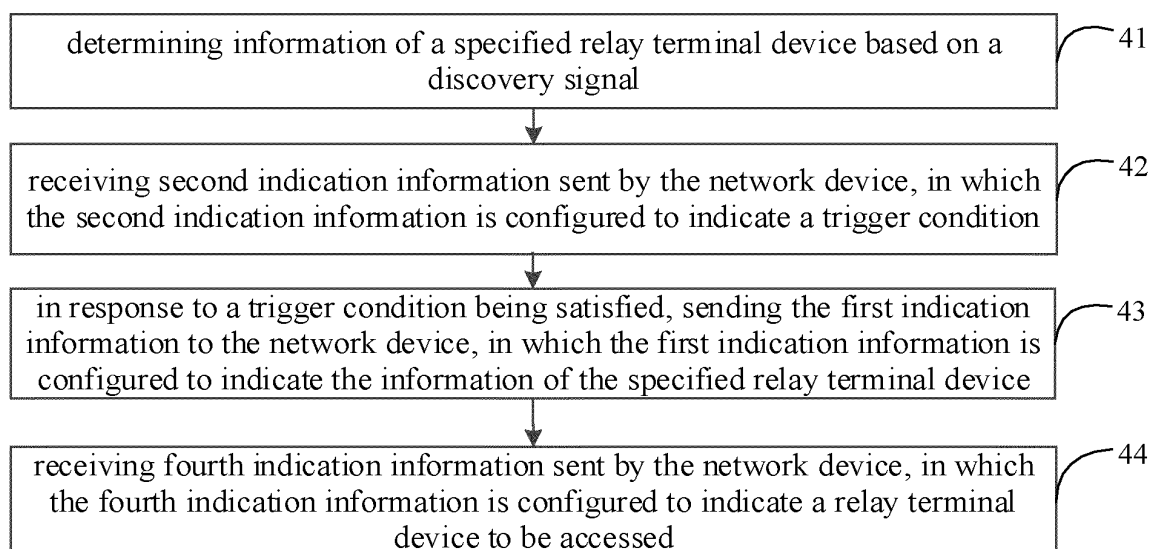 determining information of a specified relay terminal device based on a
discovery signal
41
receiving second indication information sent by the network device, in which
the second indication information is configured to indicate a trigger condition
42
in response to a trigger condition being satisfied, sending the first indication
information to the network device, in which the first indication information is
configured to indicate the information of the specified relay terminal device
43
receiving fourth indication information sent by the network device, in which
the fourth indication information is configured to indicate a relay terminal
device to be accessed
44